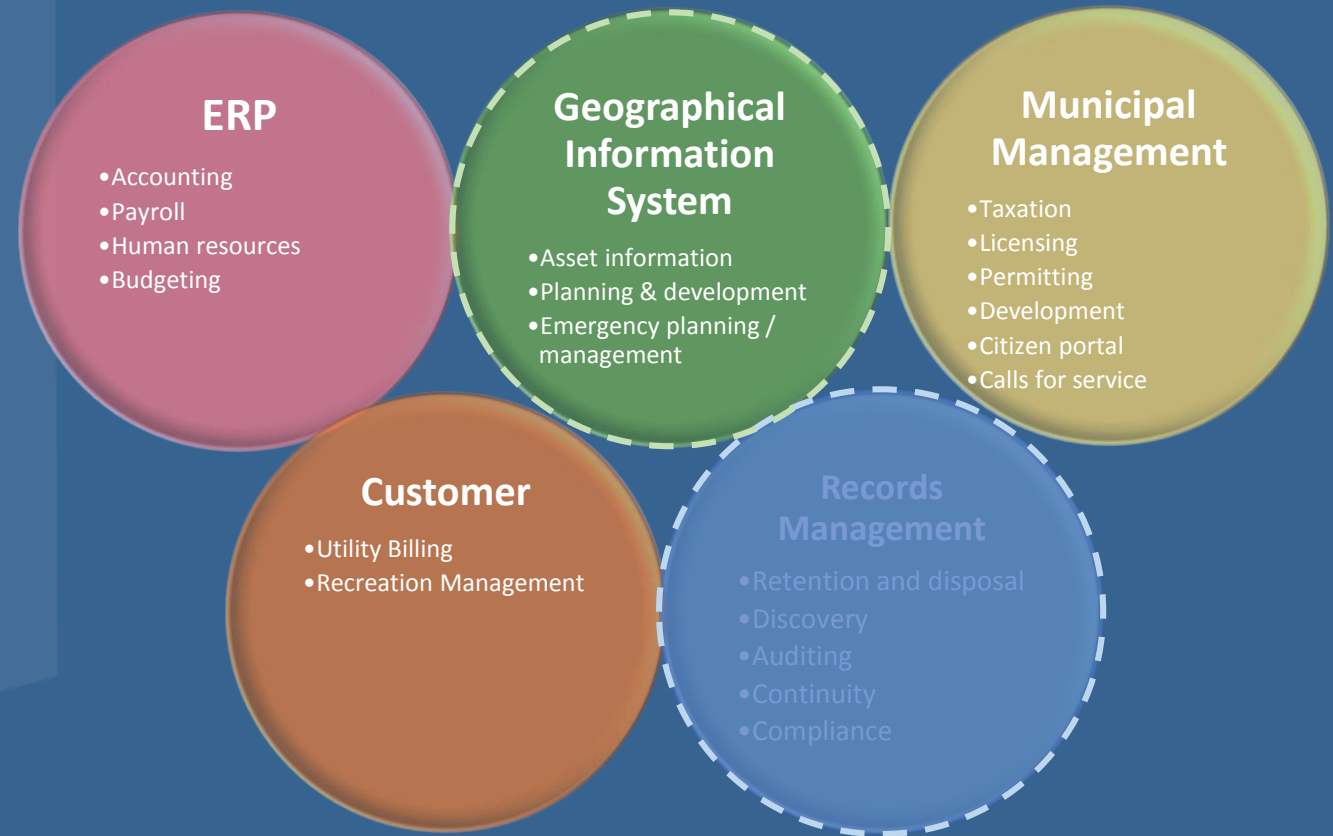 ERP
•Accounting
•Payroll
•Human resources
•Budgeting
Geographical
Information
System
•Asset information
•Planning & development
•Emergency planning /
management
Municipal
Management
•Taxation
•Licensing
•Permitting
•Development
•Citizen portal
•Calls for service
Customer
•Utility Billing
•Recreation Management
Records
Management
•Retention and disposal
•Discovery
•Auditing
•Continuity
•Compliance